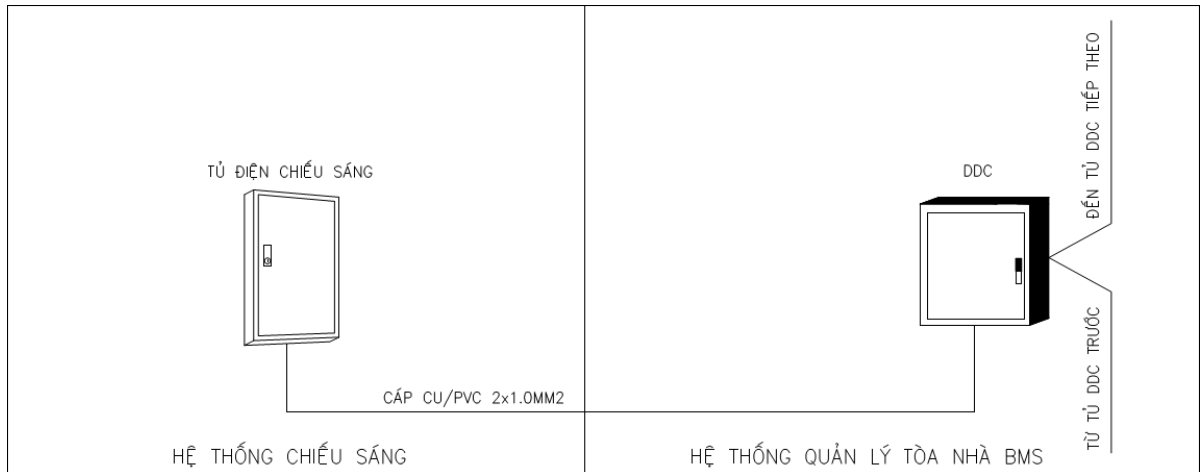 TỦ ĐIỆN CHIẾU SÁNG
DDC
ĐẾN TỦ DDC TIẾP THEO
TỪ TỦ DDC TRƯỚC
CÁP CU/PVC 2x1.0MM2
HỆ THỐNG CHIẾU SÁNG
HỆ THỐNG QUẢN LÝ TÒA NHÀ BMS